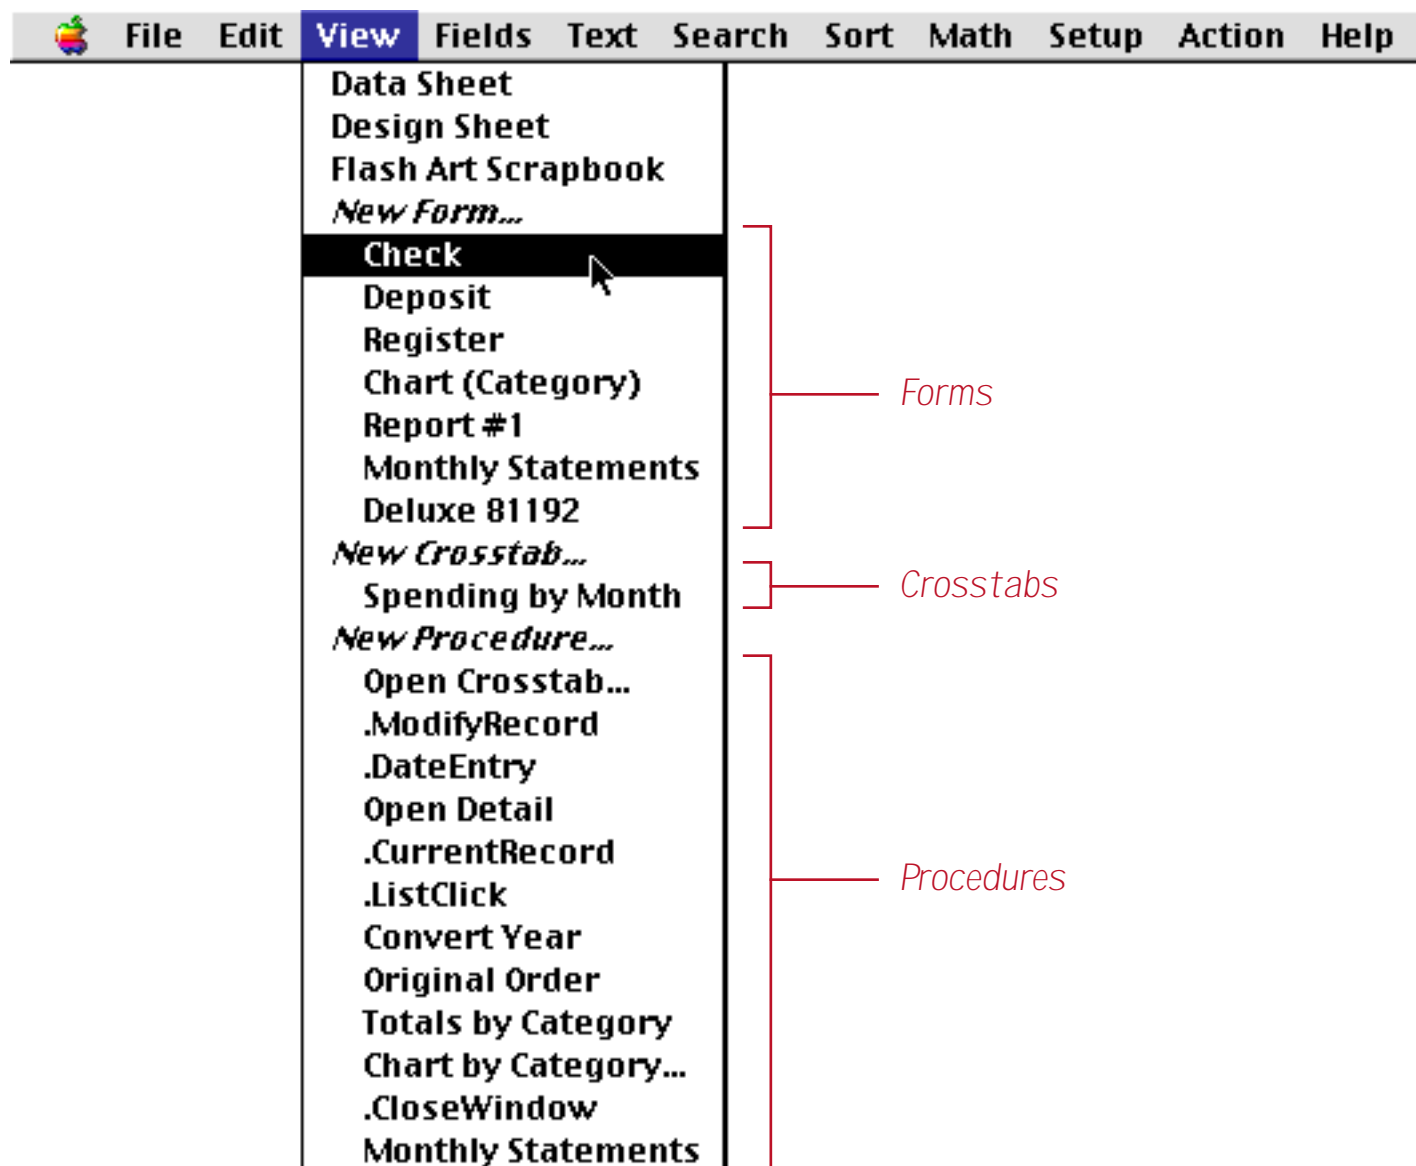 File Edit View Fields Text Search Sort Math Setup Action Help
Data Sheet
Design Sheet
Flash Art Scrapbook
New Form...
Check
Deposit
Register
Chart (Category)
Report #1
Monthly Statements
Deluxe 81192
Forms
New Crosstab...
Spending by Month
Crosstabs
New Procedure...
Open Crosstab...
.ModifyRecord
.DateEntry
Open Detail
.CurrentRecord
.ListClick
Convert Year
Original Order
Totals by Category
Chart by Category...
.CloseWindow
Monthly Statements
Procedures